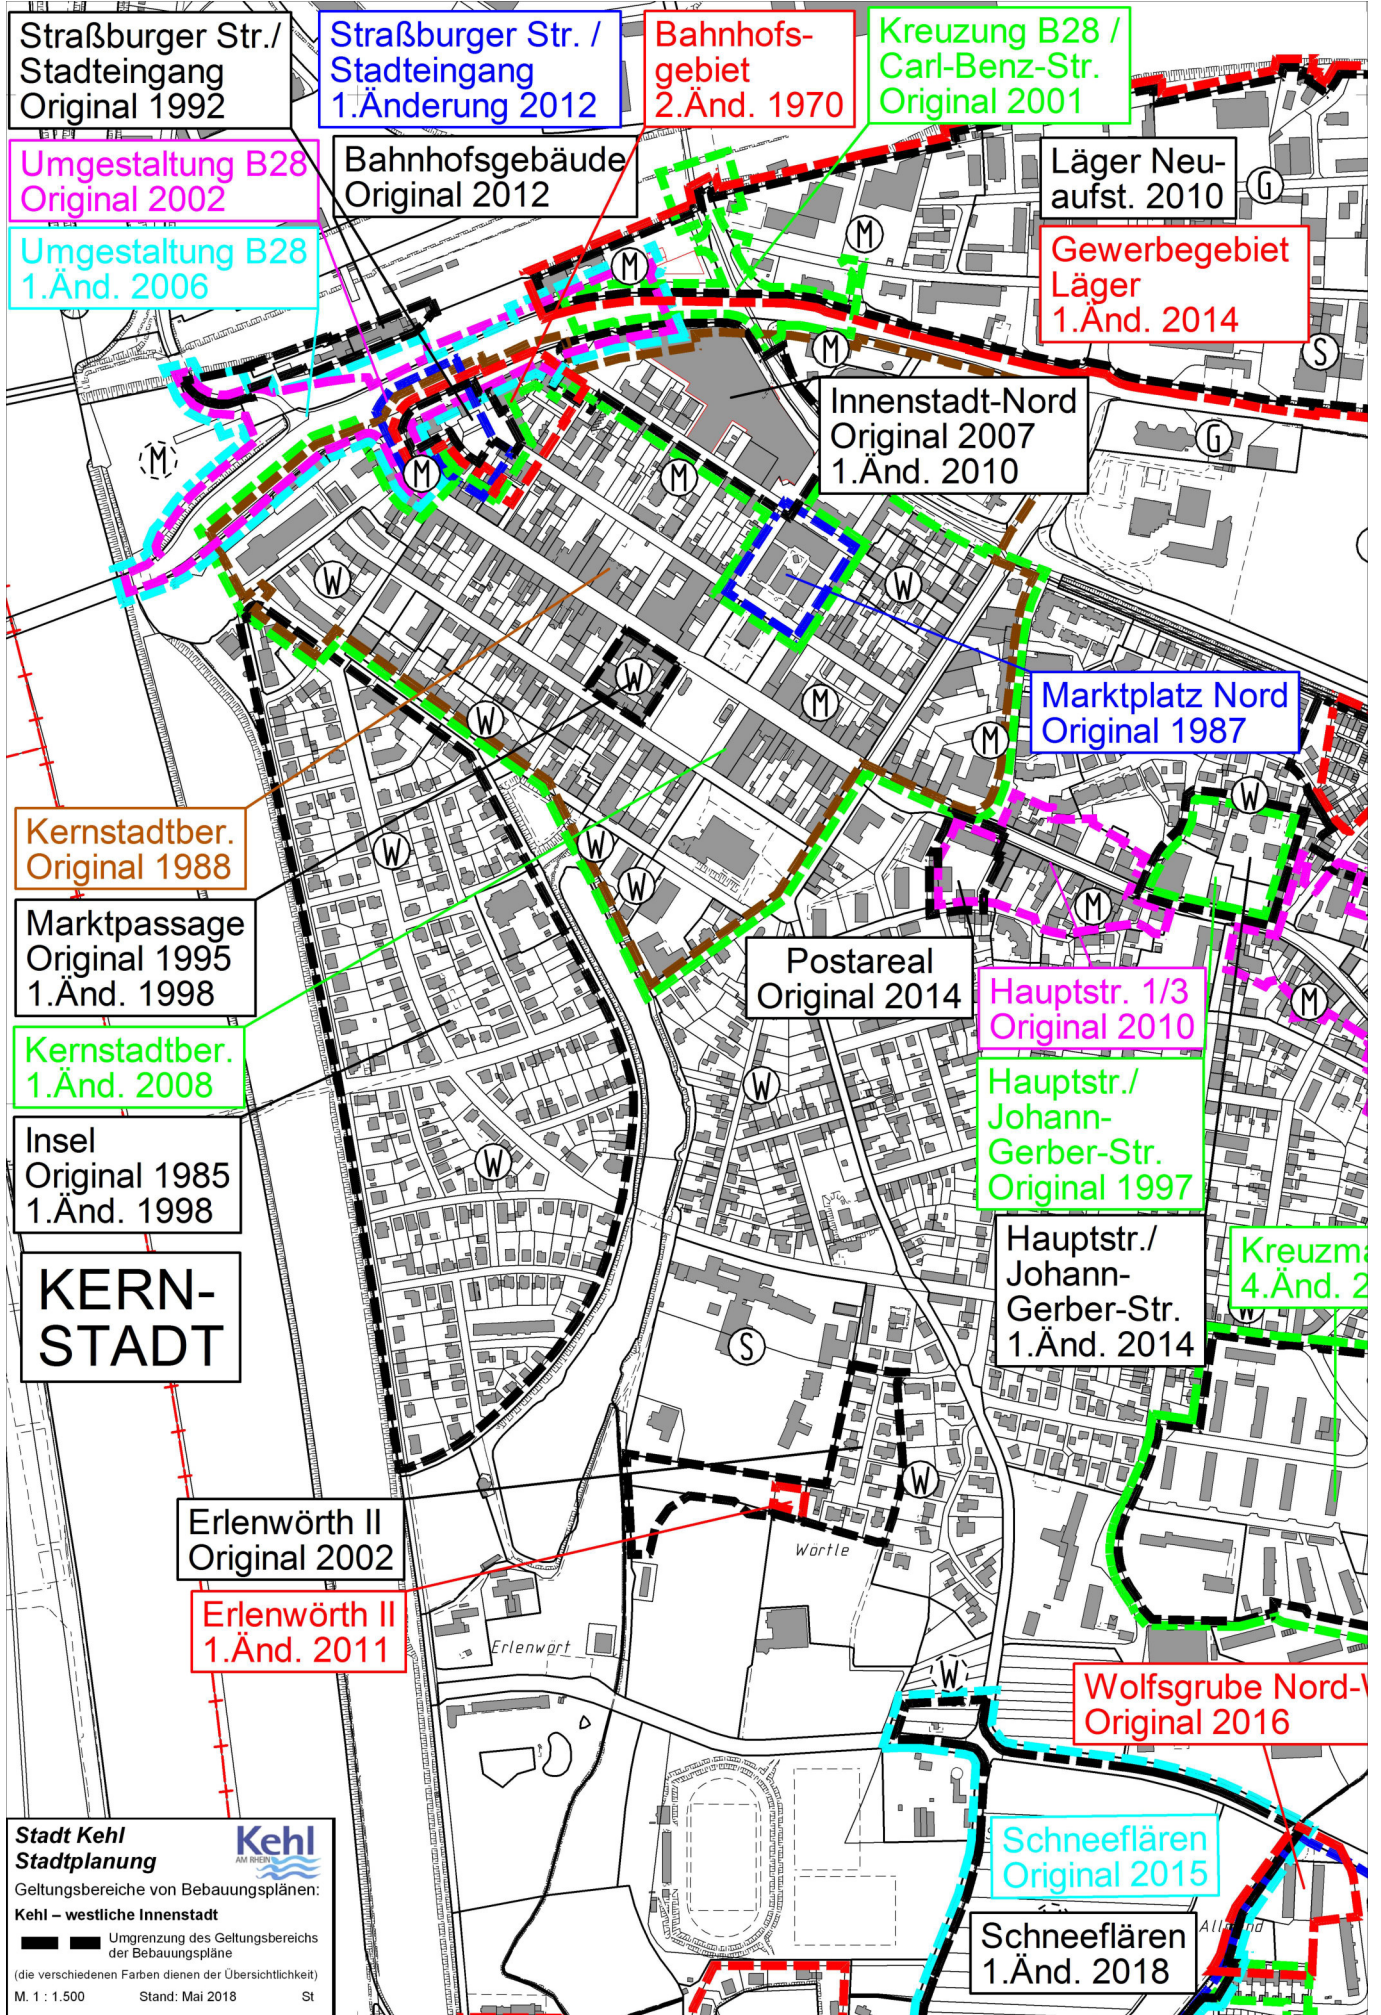 Straßburger Str./
Stadteingang
Original 1992
Straßburger Str. /
Stadteingang
1.Änderung 2012
Bahnhofs-
gebiet
2.Änd. 1970
Kreuzung B28 /
Carl-Benz-Str.
Original 2001
Umgestaltung B28
Original 2002
Bahnhofsgebäude
Original 2012
Läger Neu-
aufst. 2010
G
Umgestaltung B28
1.Änd. 2006
M
M
Gewerbegebiet
Läger
1.Änd. 2014
S
M
Innenstadt-Nord
Original 2007
1.Änd. 2010
G
M
M
M
W
W
W
Marktplatz Nord
Original 1987
M
W
M
W
Kernstadtber.
Original 1988
W
W
W
M
Marktpassage
Original 1995
1.Änd. 1998
Postareal
Original 2014
Hauptstr. 1/3
Original 2010
M
Kernstadtber.
1.Änd. 2008
W
Hauptstr./
Johann-
Gerber-Str.
Original 1997
Insel
Original 1985
1.Änd. 1998
W
Hauptstr./
Johann-
Gerber-Str.
1.Änd. 2014
Kreuzma
4.Änd. 2
W
KERN-
STADT
S
W
Erlenwörth II
Original 2002
Wörtle
Erlenwörth II
1.Änd. 2011
Erlenwört
W
Wolfsgrube Nord-W
Original 2016
Schneeflären
Original 2015
Allmend
Schneeflären
1.Änd. 2018
Stadt Kehl
Stadtplanung
Kehl
AM RHEIN
Geltungsbereiche von Bebauungsplänen:
Kehl – westliche Innenstadt
Umgrenzung des Geltungsbereichs
der Bebauungspläne
(die verschiedenen Farben dienen der Übersichtlichkeit)
M. 1 : 1.500 Stand: Mai 2018 St